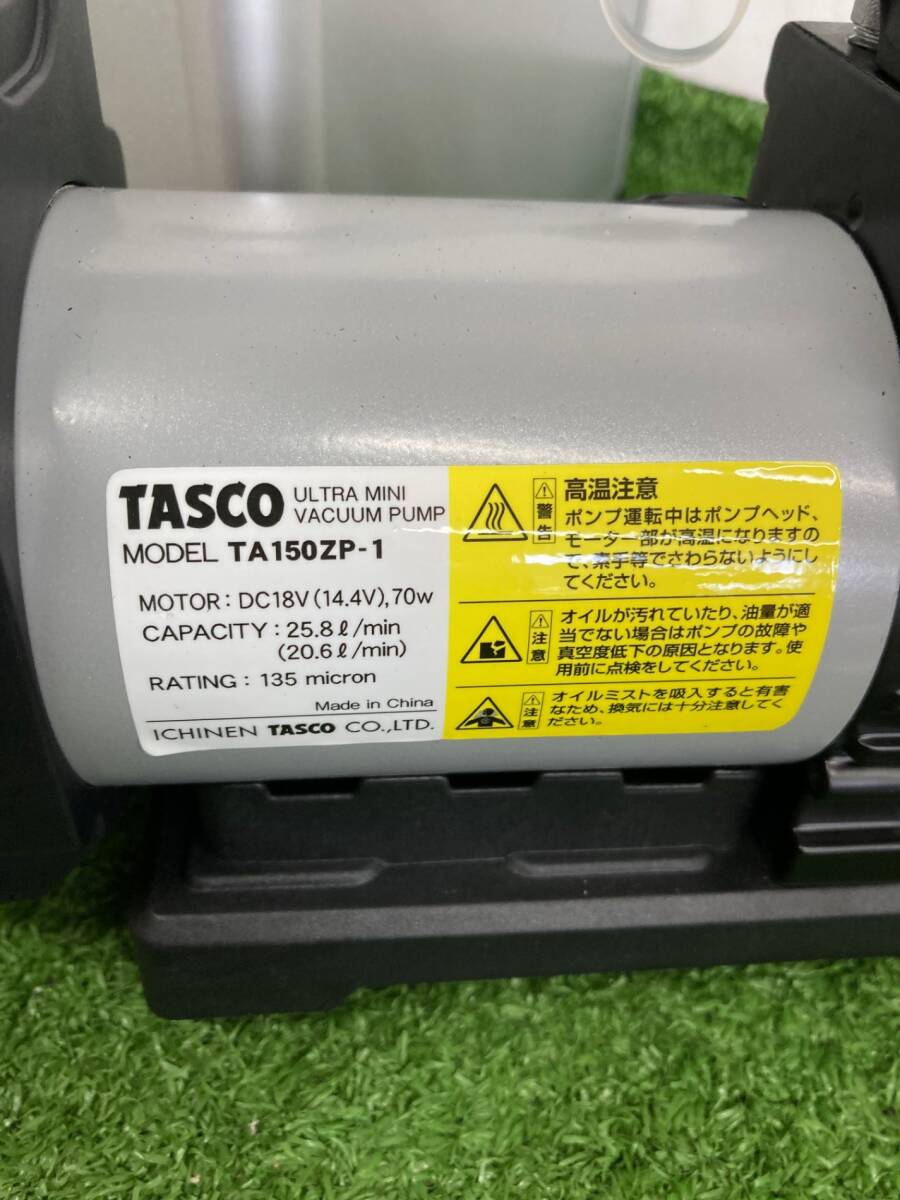 TASCO ULTRA MINI
VACUUM PUMP
MODEL TA150ZP-1
MOTOR: DC18V(14.4V),70w
CAPACITY : 25.8ℓ/min
(20.6ℓ/min)
RATING : 135 micron
Made in China
ICHINEN TASCO CO.,LTD.
警告
高温注意
ポンプ運転中はポンプヘッド、
モーター部が高温になりますの
で、素手等でさわらないようにし
てください。
注意
オイルが汚れていたり、油量が適
当でない場合はポンプの故障や
真空度低下の原因となります。使
用前に点検をしてください。
注意
オイルミストを吸入すると有害
なため、換気には十分注意してく
ださい。